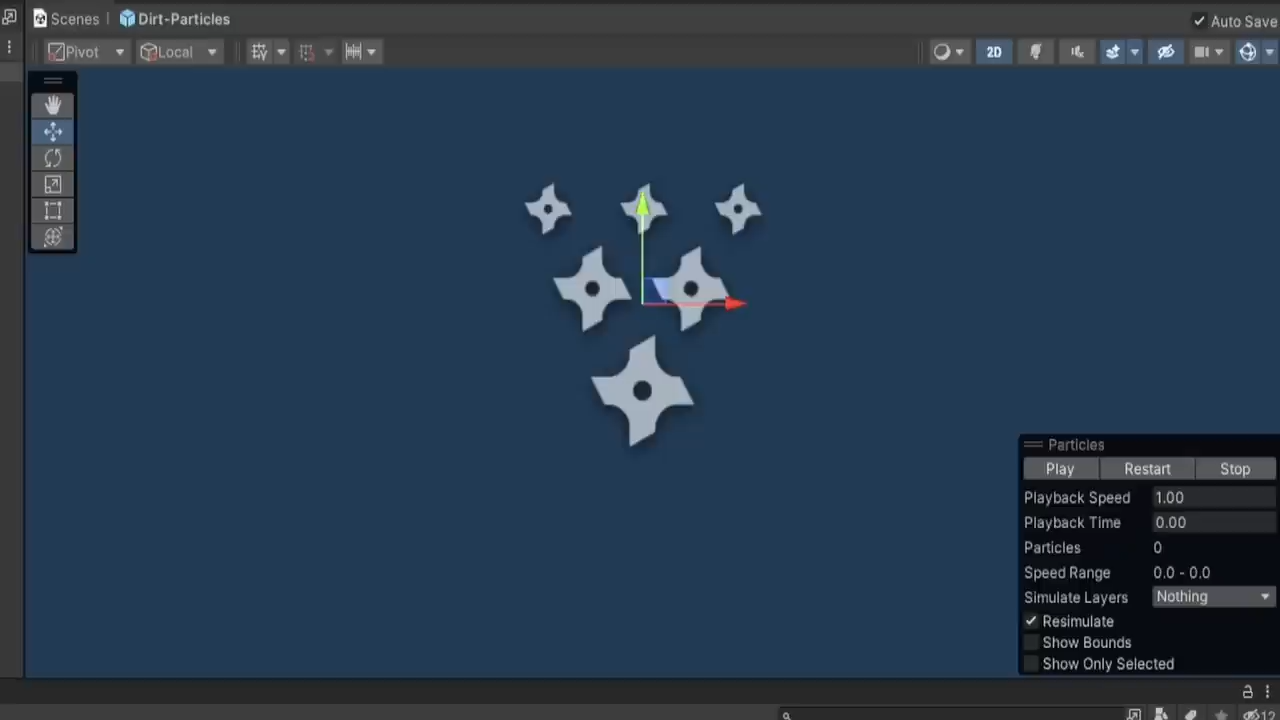 Scenes Dirt-Particles
Auto Save
Pivot Local 2D
Particles
Play Restart Stop
Playback Speed 1.00
Playback Time 0.00
Particles 0
Speed Range 0.0 - 0.0
Simulate Layers Nothing
Resimulate
Show Bounds
Show Only Selected
12